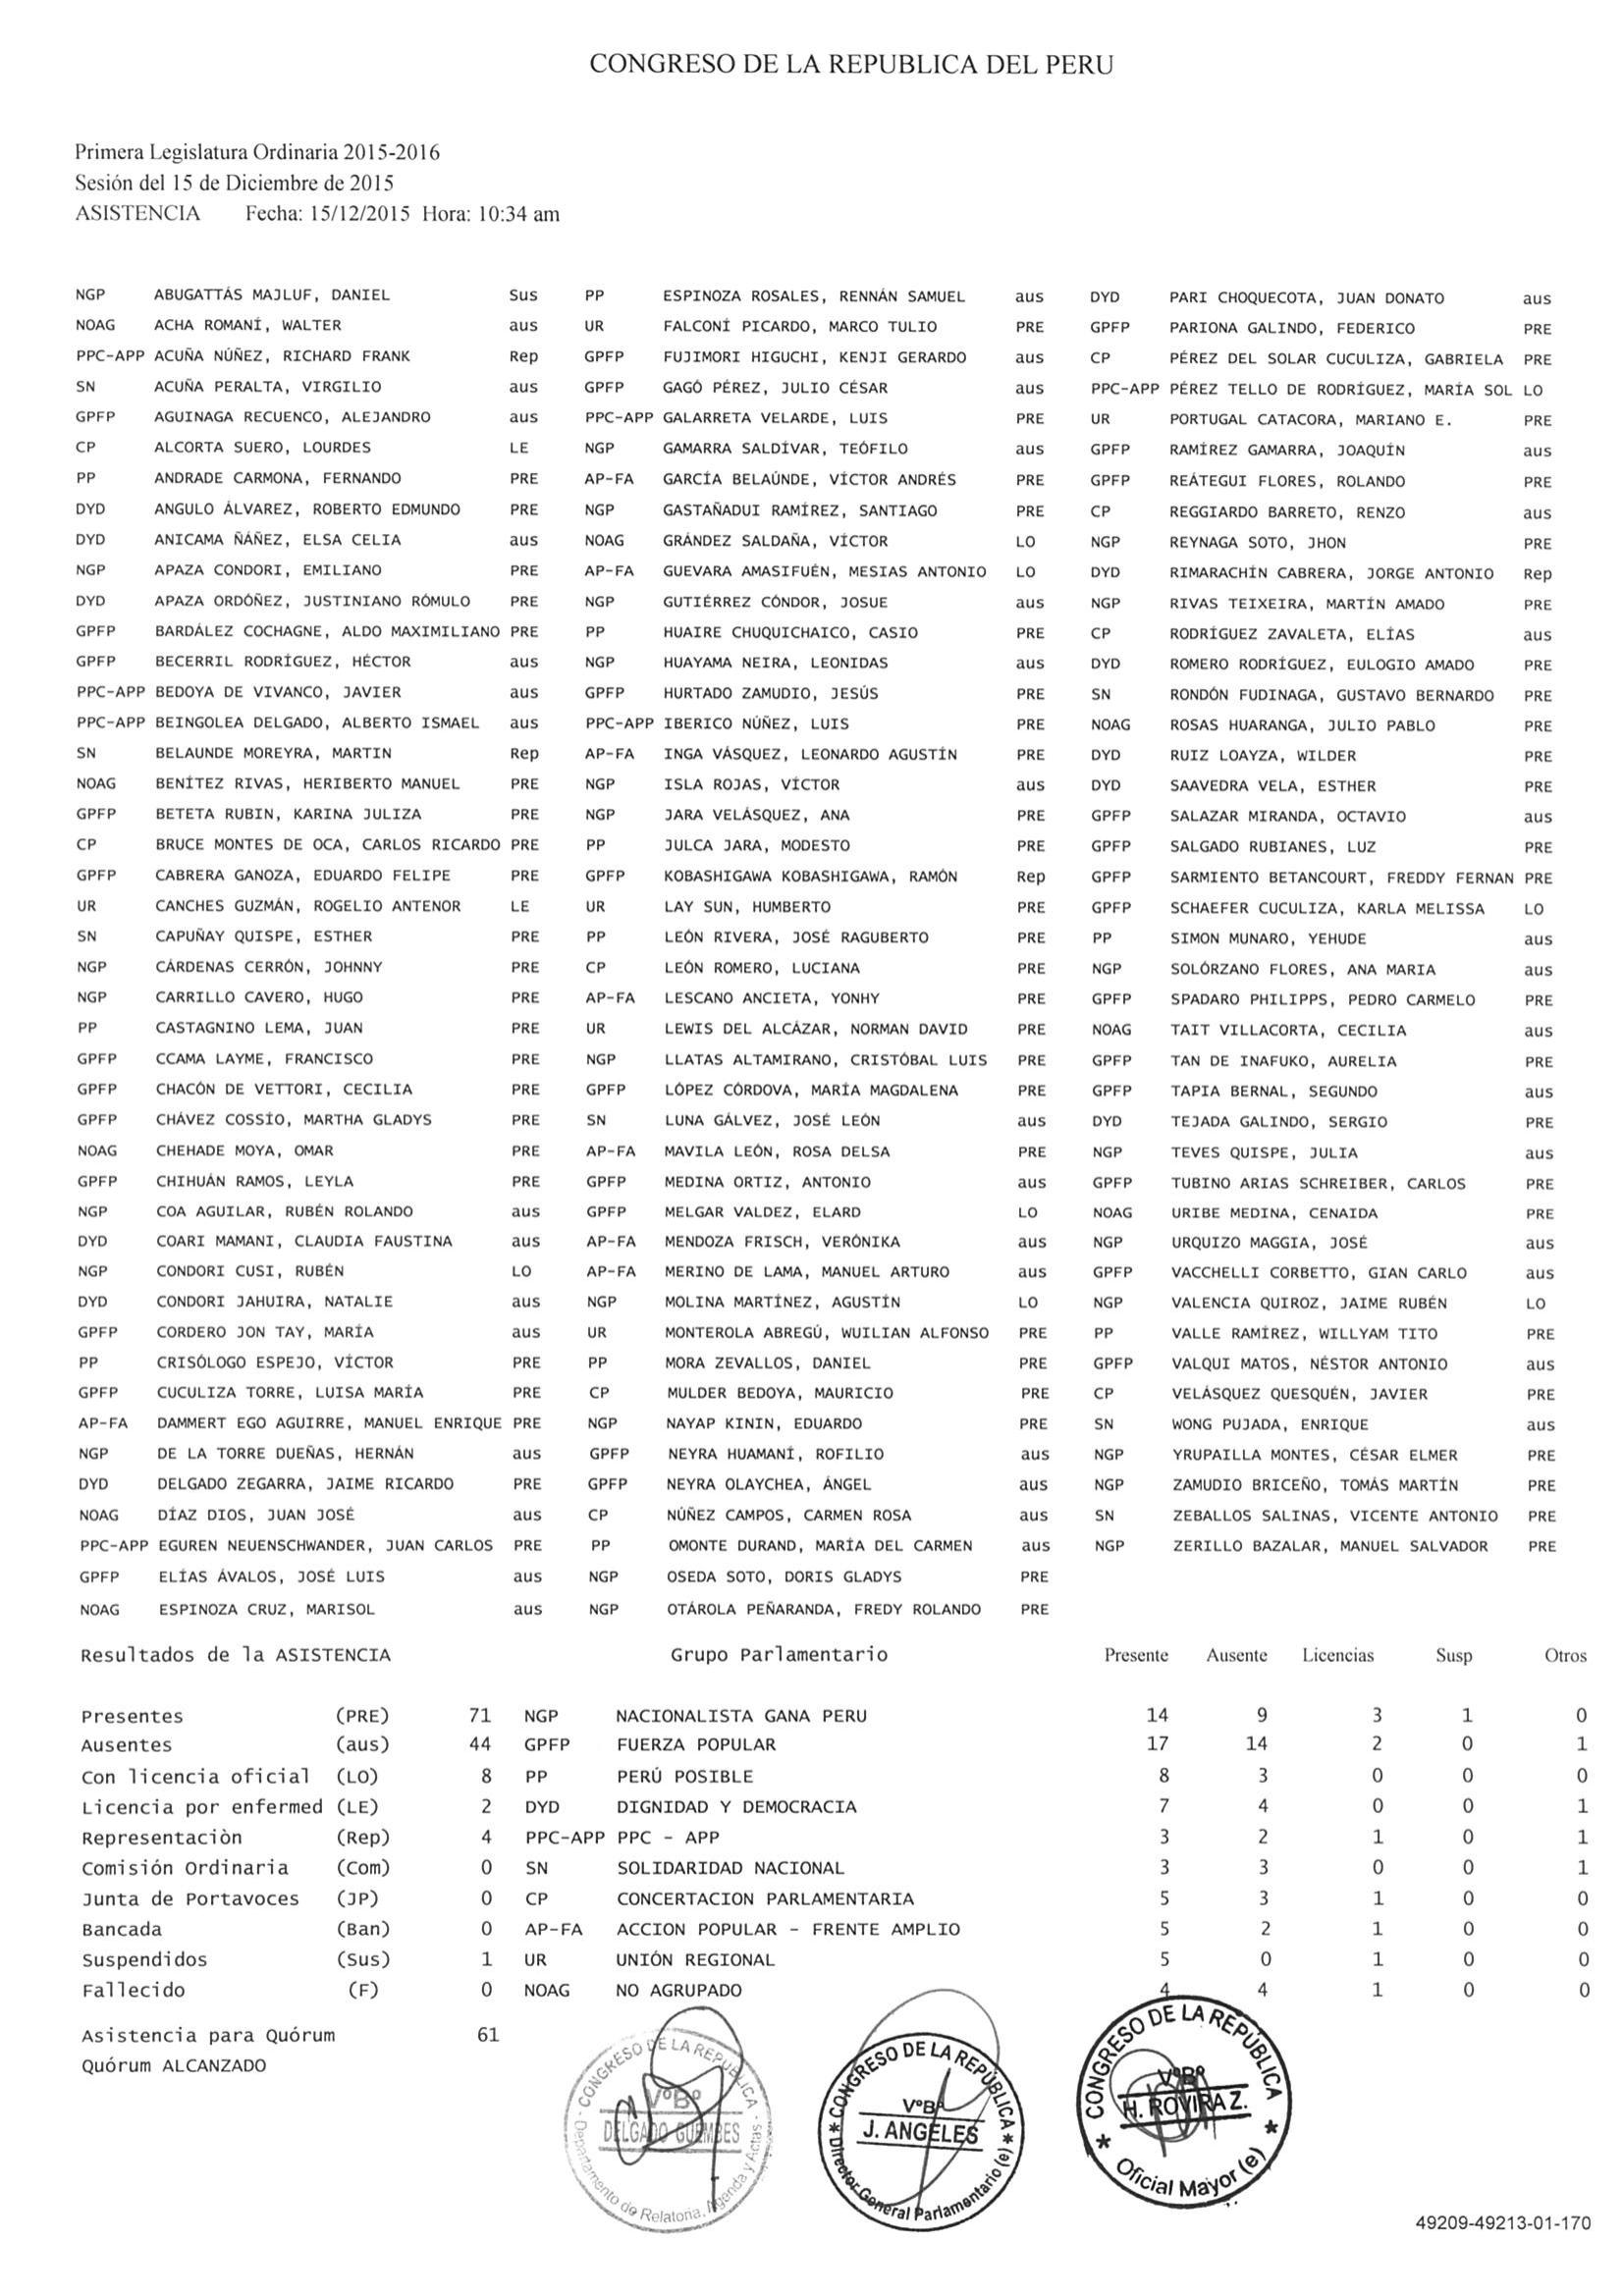 CONGRESO DE LA REPUBLICA DEL PERU
Primera Legislatura Ordinaria 2015-2016
Sesión del 15 de Diciembre de 2015
ASISTENCIA Fecha: 15/12/2015 Hora: 10:34 am
NGP ABUGATTÁS MAJLUF, DANIEL Sus PP ESPINOZA ROSALES, RENNÁN SAMUEL aus DYD PARI CHOQUECOTA, JUAN DONATO aus
NOAG ACHA ROMANÍ, WALTER aus UR FALCONÍ PICARDO, MARCO TULIO PRE GPFP PARIONA GALINDO, FEDERICO PRE
PPC-APP ACUÑA NÚÑEZ, RICHARD FRANK Rep GPFP FUJIMORI HIGUCHI, KENJI GERARDO aus CP PÉREZ DEL SOLAR CUCULIZA, GABRIELA PRE
SN ACUÑA PERALTA, VIRGILIO aus GPFP GAGÓ PÉREZ, JULIO CÉSAR aus PPC-APP PÉREZ TELLO DE RODRÍGUEZ, MARÍA SOL LO
GPFP AGUINAGA RECUENCO, ALEJANDRO aus PPC-APP GALARRETA VELARDE, LUIS PRE UR PORTUGAL CATACORA, MARIANO E. PRE
CP ALCORTA SUERO, LOURDES LE NGP GAMARRA SALDÍVAR, TEÓFILO aus GPFP RAMÍREZ GAMARRA, JOAQUÍN aus
PP ANDRADE CARMONA, FERNANDO PRE AP-FA GARCÍA BELAÚNDE, VÍCTOR ANDRÉS PRE GPFP REÁTEGUI FLORES, ROLANDO PRE
DYD ANGULO ÁLVAREZ, ROBERTO EDMUNDO PRE NGP GASTAÑADUI RAMÍREZ, SANTIAGO PRE CP REGGIARDO BARRETO, RENZO aus
DYD ANICAMA ÑÁÑEZ, ELSA CELIA aus NOAG GRÁNDEZ SALDAÑA, VÍCTOR LO NGP REYNAGA SOTO, JHON PRE
NGP APAZA CONDORI, EMILIANO PRE AP-FA GUEVARA AMASIFUÉN, MESIAS ANTONIO LO DYD RIMARACHÍN CABRERA, JORGE ANTONIO Rep
DYD APAZA ORDÓÑEZ, JUSTINIANO RÓMULO PRE NGP GUTIÉRREZ CÓNDOR, JOSUE aus NGP RIVAS TEIXEIRA, MARTÍN AMADO PRE
GPFP BARDÁLEZ COCHAGNE, ALDO MAXIMILIANO PRE PP HUAIRE CHUQUICHAICO, CASIO PRE CP RODRÍGUEZ ZAVALETA, ELÍAS aus
GPFP BECERRIL RODRÍGUEZ, HÉCTOR aus NGP HUAYAMA NEIRA, LEONIDAS aus DYD ROMERO RODRÍGUEZ, EULOGIO AMADO PRE
PPC-APP BEDOYA DE VIVANCO, JAVIER aus GPFP HURTADO ZAMUDIO, JESÚS PRE SN RONDÓN FUDINAGA, GUSTAVO BERNARDO PRE
PPC-APP BEINGOLEA DELGADO, ALBERTO ISMAEL aus PPC-APP IBERICO NÚÑEZ, LUIS PRE NOAG ROSAS HUARANGA, JULIO PABLO PRE
SN BELAUNDE MOREYRA, MARTIN Rep AP-FA INGA VÁSQUEZ, LEONARDO AGUSTÍN PRE DYD RUIZ LOAYZA, WILDER PRE
NOAG BENÍTEZ RIVAS, HERIBERTO MANUEL PRE NGP ISLA ROJAS, VÍCTOR aus DYD SAAVEDRA VELA, ESTHER PRE
GPFP BETETA RUBIN, KARINA JULIZA PRE NGP JARA VELÁSQUEZ, ANA PRE GPFP SALAZAR MIRANDA, OCTAVIO aus
CP BRUCE MONTES DE OCA, CARLOS RICARDO PRE PP JULCA JARA, MODESTO PRE GPFP SALGADO RUBIANES, LUZ PRE
GPFP CABRERA GANOZA, EDUARDO FELIPE PRE GPFP KOBASHIGAWA KOBASHIGAWA, RAMÓN Rep GPFP SARMIENTO BETANCOURT, FREDDY FERNAN PRE
UR CANCHES GUZMÁN, ROGELIO ANTENOR LE UR LAY SUN, HUMBERTO PRE GPFP SCHAEFER CUCULIZA, KARLA MELISSA LO
SN CAPUÑAY QUISPE, ESTHER PRE PP LEÓN RIVERA, JOSÉ RAGUBERTO PRE PP SIMON MUNARO, YEHUDE aus
NGP CÁRDENAS CERRÓN, JOHNNY PRE CP LEÓN ROMERO, LUCIANA PRE NGP SOLÓRZANO FLORES, ANA MARIA aus
NGP CARRILLO CAVERO, HUGO PRE AP-FA LESCANO ANCIETA, YONHY PRE GPFP SPADARO PHILIPPS, PEDRO CARMELO PRE
PP CASTAGNINO LEMA, JUAN PRE UR LEWIS DEL ALCÁZAR, NORMAN DAVID PRE NOAG TAIT VILLACORTA, CECILIA aus
GPFP CCAMA LAYME, FRANCISCO PRE NGP LLATAS ALTAMIRANO, CRISTÓBAL LUIS PRE GPFP TAN DE INAFUKO, AURELIA PRE
GPFP CHACÓN DE VETTORI, CECILIA PRE GPFP LÓPEZ CÓRDOVA, MARÍA MAGDALENA PRE GPFP TAPIA BERNAL, SEGUNDO aus
GPFP CHÁVEZ COSSÍO, MARTHA GLADYS PRE SN LUNA GÁLVEZ, JOSÉ LEÓN aus DYD TEJADA GALINDO, SERGIO PRE
NOAG CHEHADE MOYA, OMAR PRE AP-FA MAVILA LEÓN, ROSA DELSA PRE NGP TEVES QUISPE, JULIA aus
GPFP CHIHUÁN RAMOS, LEYLA PRE GPFP MEDINA ORTIZ, ANTONIO aus GPFP TUBINO ARIAS SCHREIBER, CARLOS PRE
NGP COA AGUILAR, RUBÉN ROLANDO aus GPFP MELGAR VALDEZ, ELARD LO NOAG URIBE MEDINA, CENAIDA PRE
DYD COARI MAMANI, CLAUDIA FAUSTINA aus AP-FA MENDOZA FRISCH, VERÓNIKA aus NGP URQUIZO MAGGIA, JOSÉ aus
NGP CONDORI CUSI, RUBÉN LO AP-FA MERINO DE LAMA, MANUEL ARTURO aus GPFP VACCHELLI CORBETTO, GIAN CARLO aus
DYD CONDORI JAHUIRA, NATALIE aus NGP MOLINA MARTÍNEZ, AGUSTÍN LO NGP VALENCIA QUIROZ, JAIME RUBÉN LO
GPFP CORDERO JON TAY, MARÍA aus UR MONTEROLA ABREGÚ, WUILIAN ALFONSO PRE PP VALLE RAMÍREZ, WILLYAM TITO PRE
PP CRISÓLOGO ESPEJO, VÍCTOR PRE PP MORA ZEVALLOS, DANIEL PRE GPFP VALQUI MATOS, NÉSTOR ANTONIO aus
GPFP CUCULIZA TORRE, LUISA MARÍA PRE CP MULDER BEDOYA, MAURICIO PRE CP VELÁSQUEZ QUESQUÉN, JAVIER PRE
AP-FA DAMMERT EGO AGUIRRE, MANUEL ENRIQUE PRE NGP NAYAP KININ, EDUARDO PRE SN WONG PUJADA, ENRIQUE aus
NGP DE LA TORRE DUEÑAS, HERNÁN aus GPFP NEYRA HUAMANÍ, ROFILIO aus NGP YRUPAILLA MONTES, CÉSAR ELMER PRE
DYD DELGADO ZEGARRA, JAIME RICARDO PRE GPFP NEYRA OLAYCHEA, ÁNGEL aus NGP ZAMUDIO BRICEÑO, TOMÁS MARTÍN PRE
NOAG DÍAZ DIOS, JUAN JOSÉ aus CP NÚÑEZ CAMPOS, CARMEN ROSA aus SN ZEBALLOS SALINAS, VICENTE ANTONIO PRE
PPC-APP EGUREN NEUENSCHWANDER, JUAN CARLOS PRE PP OMONTE DURAND, MARÍA DEL CARMEN aus NGP ZERILLO BAZALAR, MANUEL SALVADOR PRE
GPFP ELÍAS ÁVALOS, JOSÉ LUIS aus NGP OSEDA SOTO, DORIS GLADYS PRE
NOAG ESPINOZA CRUZ, MARISOL aus NGP OTÁROLA PEÑARANDA, FREDY ROLANDO PRE
Resultados de la ASISTENCIA Grupo Parlamentario Presente Ausente Licencias Susp Otros
Presentes (PRE) 71 NGP NACIONALISTA GANA PERU 14 9 3 1 0
Ausentes (aus) 44 GPFP FUERZA POPULAR 17 14 2 0 1
Con licencia oficial (LO) 8 PP PERÚ POSIBLE 8 3 0 0 0
Licencia por enfermed (LE) 2 DYD DIGNIDAD Y DEMOCRACIA 7 4 0 0 1
Representaciòn (Rep) 4 PPC-APP PPC - APP 3 2 1 0 1
Comisión Ordinaria (Com) 0 SN SOLIDARIDAD NACIONAL 3 3 0 0 1
Junta de Portavoces (JP) 0 CP CONCERTACION PARLAMENTARIA 5 3 1 0 0
Bancada (Ban) 0 AP-FA ACCION POPULAR - FRENTE AMPLIO 5 2 1 0 0
Suspendidos (Sus) 1 UR UNIÓN REGIONAL 5 0 1 0 0
Fallecido (F) 0 NOAG NO AGRUPADO 4 4 1 0 0
Asistencia para Quórum 61
Quórum ALCANZADO
CONGRESO DE LA REPUBLICA
VºBº
DELGADO GUEMBES
Departamento de Relatoria, Agenda y Actas
CONGRESO DE LA REPÚBLICA
VºBº
J. ANGELES
Director General Parlamentario (e)
CONGRESO DE LA REPÚBLICA
VºBº
H. ROVIRA Z.
Oficial Mayor (e)
49209-49213-01-170